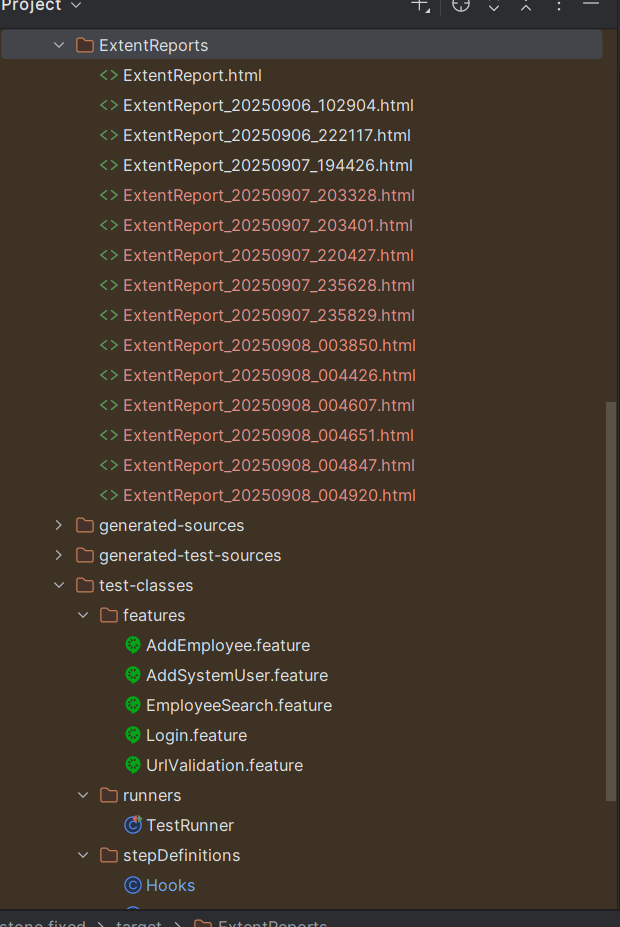 Project
ExtentReports
ExtentReport.html
ExtentReport_20250906_102904.html
ExtentReport_20250906_222117.html
ExtentReport_20250907_194426.html
ExtentReport_20250907_203328.html
ExtentReport_20250907_203401.html
ExtentReport_20250907_220427.html
ExtentReport_20250907_235628.html
ExtentReport_20250907_235829.html
ExtentReport_20250908_003850.html
ExtentReport_20250908_004426.html
ExtentReport_20250908_004607.html
ExtentReport_20250908_004651.html
ExtentReport_20250908_004847.html
ExtentReport_20250908_004920.html
generated-sources
generated-test-sources
test-classes
features
AddEmployee.feature
AddSystemUser.feature
EmployeeSearch.feature
Login.feature
UrlValidation.feature
runners
TestRunner
stepDefinitions
Hooks
stone fixed > target > ExtentReports